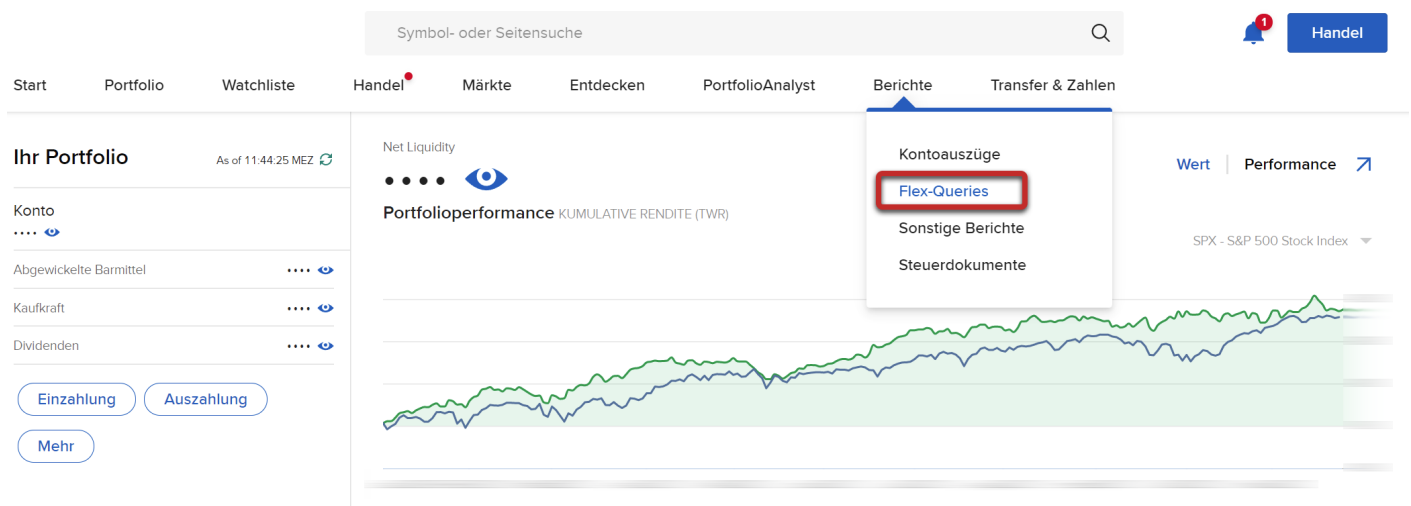 Symbol- oder Seitensuche
1
Handel
Start Portfolio Watchliste Handel Märkte Entdecken PortfolioAnalyst Berichte Transfer & Zahlen
Ihr Portfolio As of 11:44:25 MEZ
Konto
••••
Abgewickelte Barmittel ••••
Kaufkraft ••••
Dividenden ••••
Einzahlung Auszahlung
Mehr
Net Liquidity
••••
Portfolioperformance KUMULATIVE RENDITE (TWR)
Kontoauszüge
Flex-Queries
Sonstige Berichte
Steuerdokumente
Wert Performance
SPX - S&P 500 Stock Index